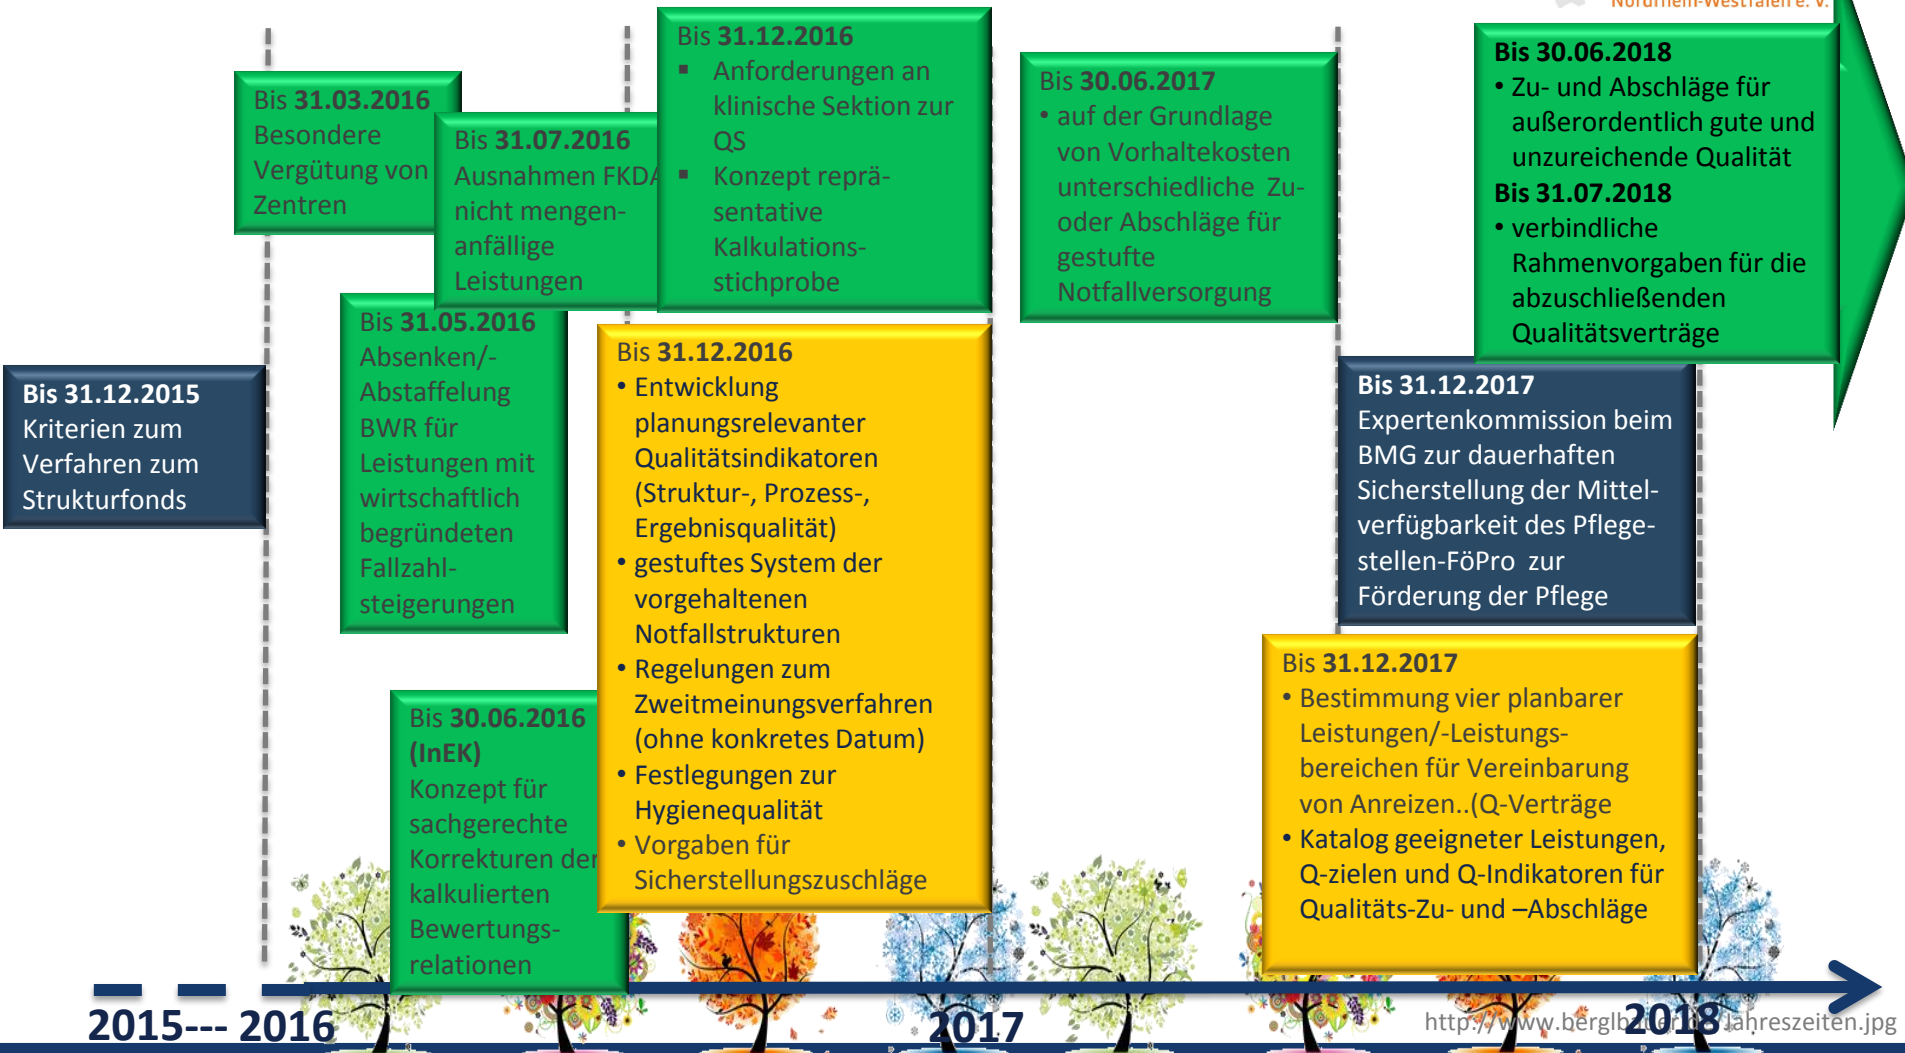 Nordrhein-Westfalen e. V.
Bis 31.12.2015
Kriterien zum
Verfahren zum
Strukturfonds
Bis 31.03.2016
Besondere
Vergütung von
Zentren
Bis 31.05.2016
Absenken/-
Abstaffelung
BWR für
Leistungen mit
wirtschaftlich
begründeten
Fallzahl-
steigerungen
Bis 30.06.2016
(InEK)
Konzept für
sachgerechte
Korrekturen der
kalkulierten
Bewertungs-
relationen
Bis 31.07.2016
Ausnahmen FKDA
nicht mengen-
anfällige
Leistungen
Bis 31.12.2016
▪ Anforderungen an
klinische Sektion zur
QS
▪ Konzept reprä-
sentative
Kalkulations-
stichprobe
Bis 31.12.2016
• Entwicklung
planungsrelevanter
Qualitätsindikatoren
(Struktur-, Prozess-,
Ergebnisqualität)
• gestuftes System der
vorgehaltenen
Notfallstrukturen
• Regelungen zum
Zweitmeinungsverfahren
(ohne konkretes Datum)
• Festlegungen zur
Hygienequalität
• Vorgaben für
Sicherstellungszuschläge
Bis 30.06.2017
• auf der Grundlage
von Vorhaltekosten
unterschiedliche Zu-
oder Abschläge für
gestufte
Notfallversorgung
Bis 31.12.2017
Expertenkommission beim
BMG zur dauerhaften
Sicherstellung der Mittel-
verfügbarkeit des Pflege-
stellen-FöPro zur
Förderung der Pflege
Bis 31.12.2017
• Bestimmung vier planbarer
Leistungen/-Leistungs-
bereichen für Vereinbarung
von Anreizen..(Q-Verträge
• Katalog geeigneter Leistungen,
Q-zielen und Q-Indikatoren für
Qualitäts-Zu- und –Abschläge
Bis 30.06.2018
• Zu- und Abschläge für
außerordentlich gute und
unzureichende Qualität
Bis 31.07.2018
• verbindliche
Rahmenvorgaben für die
abzuschließenden
Qualitätsverträge
2015--- 2016
2017
2018